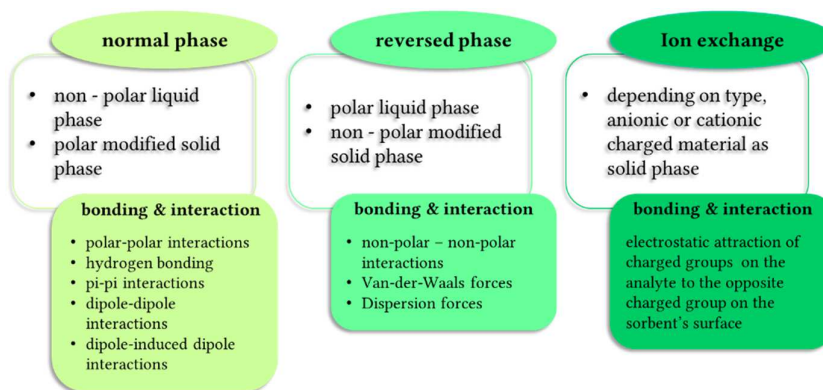 normal phase
• non - polar liquid
phase
• polar modified solid
phase
bonding & interaction
• polar-polar interactions
• hydrogen bonding
• pi-pi interactions
• dipole-dipole
interactions
• dipole-induced dipole
interactions
reversed phase
• polar liquid phase
• non - polar modified
solid phase
bonding & interaction
• non-polar – non-polar
interactions
• Van-der-Waals forces
• Dispersion forces
Ion exchange
• depending on type,
anionic or cationic
charged material as
solid phase
bonding & interaction
electrostatic attraction of
charged groups on the
analyte to the opposite
charged group on the
sorbent's surface